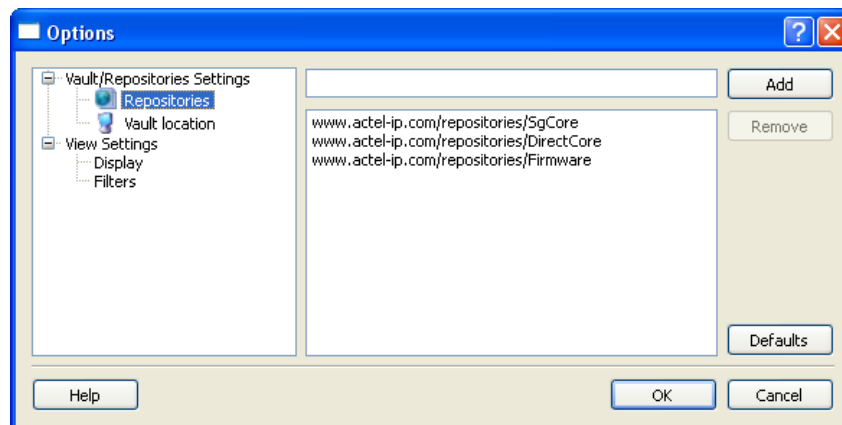 Options
Vault/Repositories Settings
Repositories
Vault location
View Settings
Display
Filters
Add
www.actel-ip.com/repositories/SgCore
www.actel-ip.com/repositories/DirectCore
www.actel-ip.com/repositories/Firmware
Remove
Defaults
Help
OK
Cancel